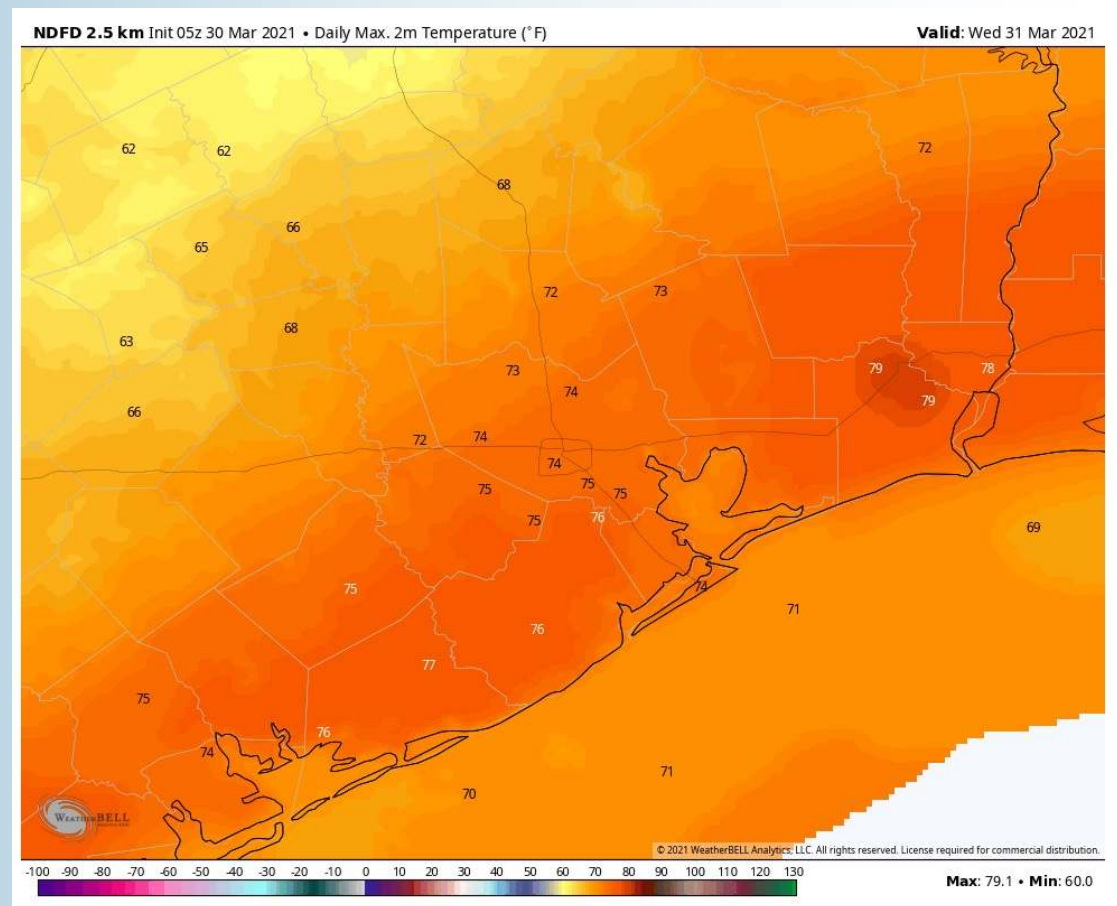 NDFD 2.5 km Init 05z 30 Mar 2021 • Daily Max. 2m Temperature (°F) Valid: Wed 31 Mar 2021
62 62 72
68
66
65
72 73
68
63
73 79 78
74 79
66
72 74
74
75 75 75
75 76
69
75 74
71
76
77
75
76
74
71
70
WeatherBELL
© 2021 WeatherBELL Analytics, LLC. All rights reserved. License required for commercial distribution.
-100 -90 -80 -70 -60 -50 -40 -30 -20 -10 0 10 20 30 40 50 60 70 80 90 100 110 120 130
Max: 79.1 • Min: 60.0